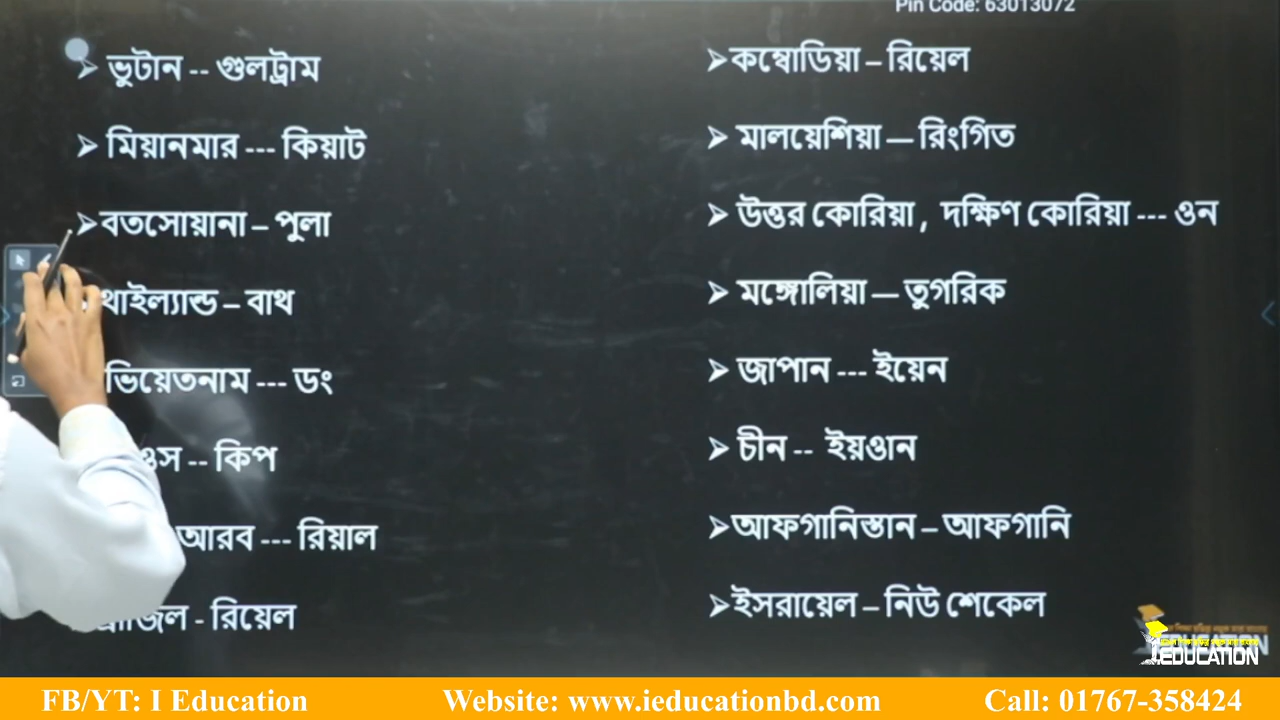 Pin Code: 63013072
➢ ভুটান -- গুলট্রাম
➢ মিয়ানমার --- কিয়াট
➢ বতসোয়ানা – পুলা
থাইল্যান্ড – বাথ
ভিয়েতনাম --- ডং
ওস -- কিপ
আরব --- রিয়াল
ব্রাজিল - রিয়েল
➢ কম্বোডিয়া – রিয়েল
➢ মালয়েশিয়া — রিংগিত
➢ উত্তর কোরিয়া , দক্ষিণ কোরিয়া --- ওন
➢ মঙ্গোলিয়া — তুগরিক
➢ জাপান --- ইয়েন
➢ চীন -- ইয়ওান
➢ আফগানিস্তান – আফগানি
➢ ইসরায়েল – নিউ শেকেল
EDUCATION
FB/YT: I Education
Website: www.ieducationbd.com
Call: 01767-358424